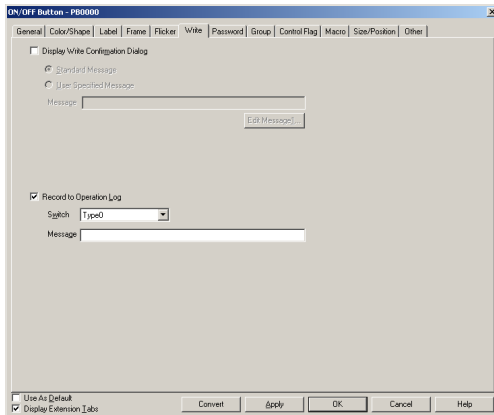 ON/OFF Button - PB0000
General Color/Shape Label Frame Flicker Write Password Group Control Flag Macro Size/Position Other
Display Write Confirmation Dialog
Standard Message
User Specified Message
Message
Edit Message]...
Record to Operation Log
Switch Type0
Message
Use As Default
Display Extension Tabs
Convert Apply OK Cancel Help